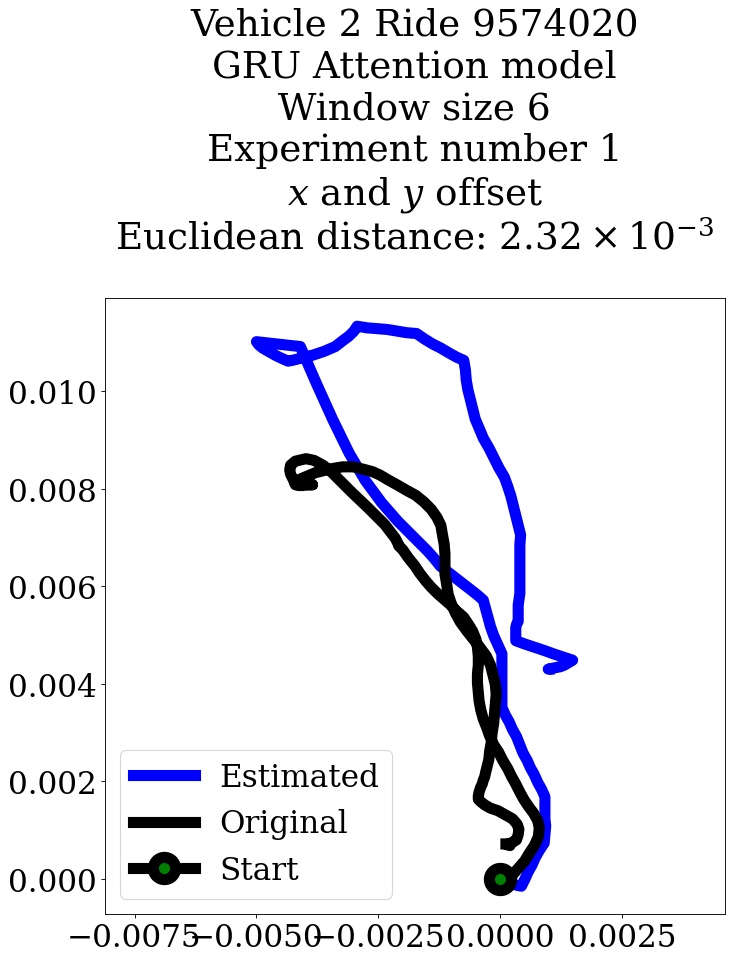 Vehicle 2 Ride 9574020
GRU Attention model
Window size 6
Experiment number 1
x and y offset
Euclidean distance: 2.32 × 10⁻³
0.010
0.008
0.006
0.004
0.002
0.000
Estimated
Original
Start
−0.0075 −0.0050 −0.0025 0.0000 0.0025